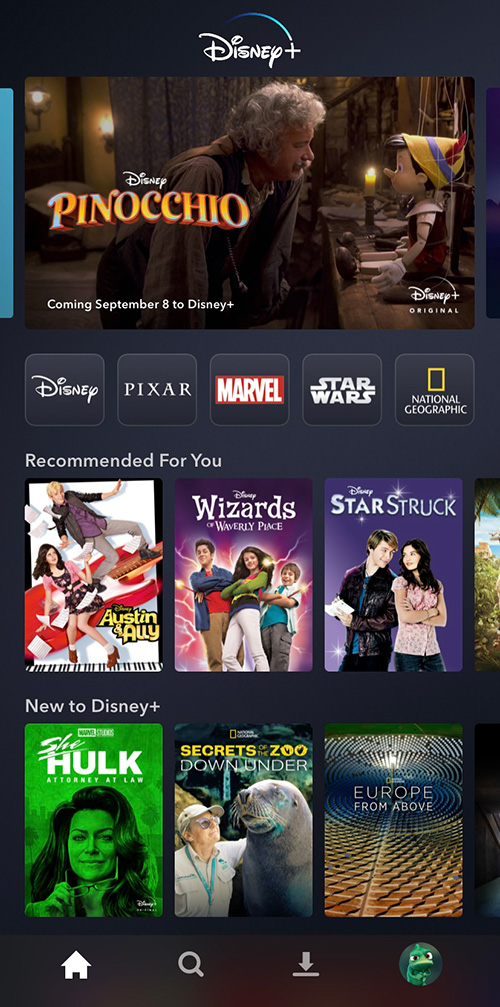 Disney+
Disney
PINOCCHIO
Coming September 8 to Disney+
Disney+
ORIGINAL
Disney
PIXAR
MARVEL
STAR
WARS
NATIONAL
GEOGRAPHIC
Recommended For You
Disney
Austin
& Ally
Disney
Wizards
OF WAVERLY PLACE
Disney
STARSTRUCK
New to Disney+
MARVEL STUDIOS
She
HULK
ATTORNEY AT LAW
Disney+
ORIGINAL
NATIONAL
GEOGRAPHIC
SECRETS OF THE ZOO
DOWN UNDER
NATIONAL
GEOGRAPHIC
EUROPE
FROM ABOVE